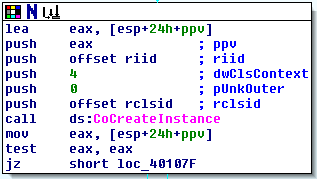 lea     eax, [esp+24h+ppv]
push    eax             ; ppv
push    offset riid     ; riid
push    4               ; dwClsContext
push    0               ; pUnkOuter
push    offset rclsid   ; rclsid
call    ds:CoCreateInstance
mov     eax, [esp+24h+ppv]
test    eax, eax
jz      short loc_40107F